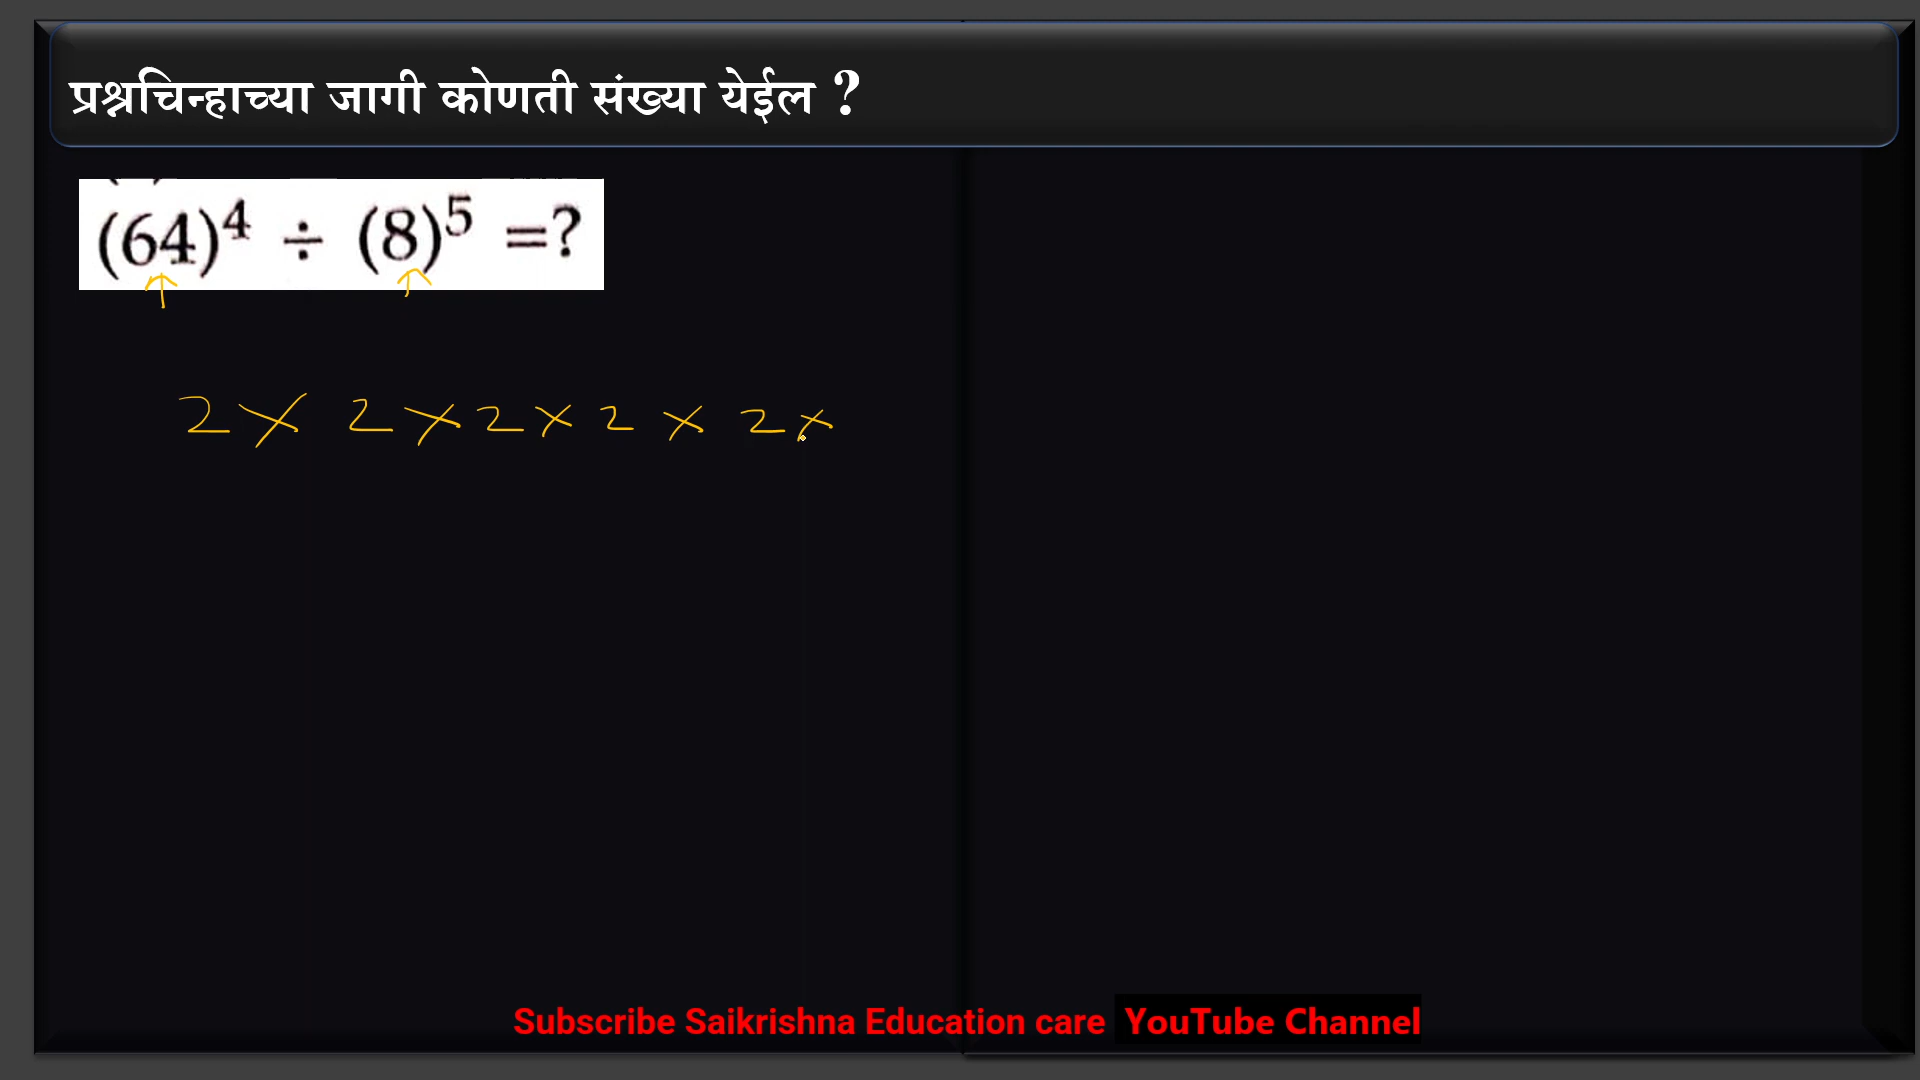 प्रश्नचिन्हाच्या जागी कोणती संख्या येईल ?
(64)⁴ ÷ (8)⁵ =?
2 × 2 × 2 × 2 × 2 ×
Subscribe Saikrishna Education care YouTube Channel